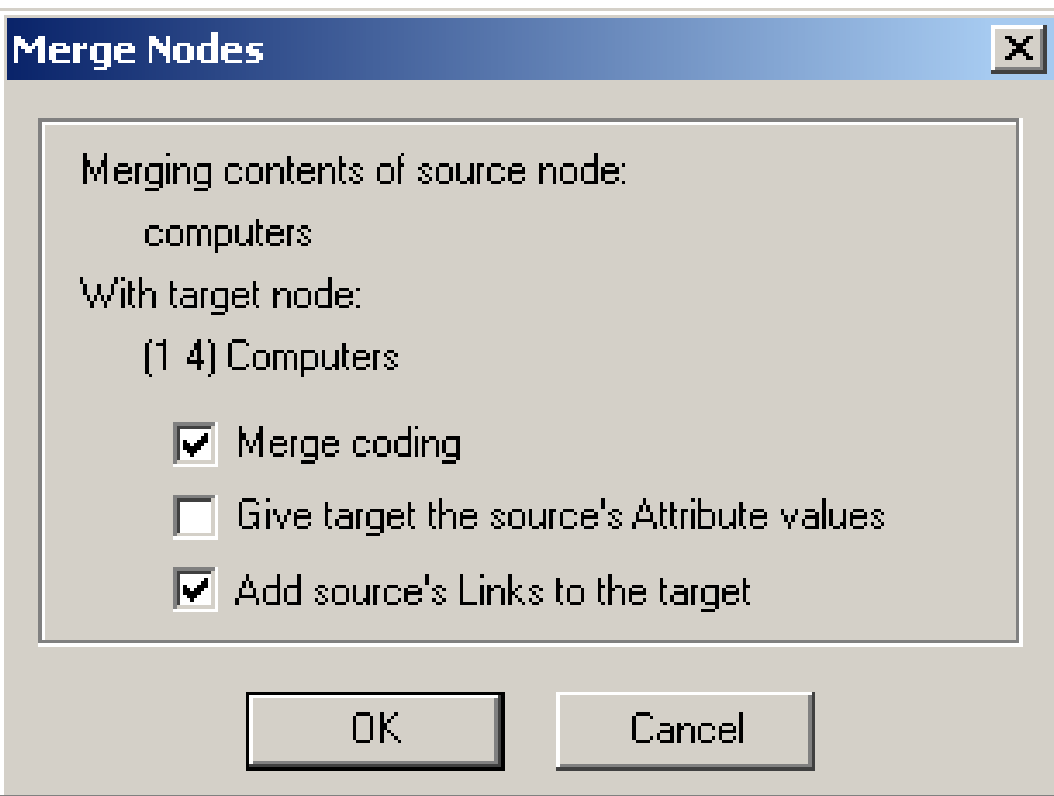 Merge Nodes
Merging contents of source node:
computers
With target node:
(1 4) Computers
Merge coding
Give target the source's Attribute values
Add source's Links to the target
OK
Cancel